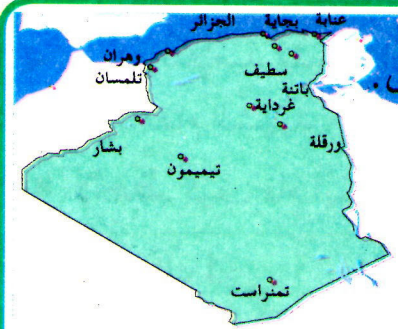 عنابة
بجاية
الجزائر
وهران
تلمسان
سطيف
باتنة
غرداية
ورقلة
بشار
تيميمون
تمنراست